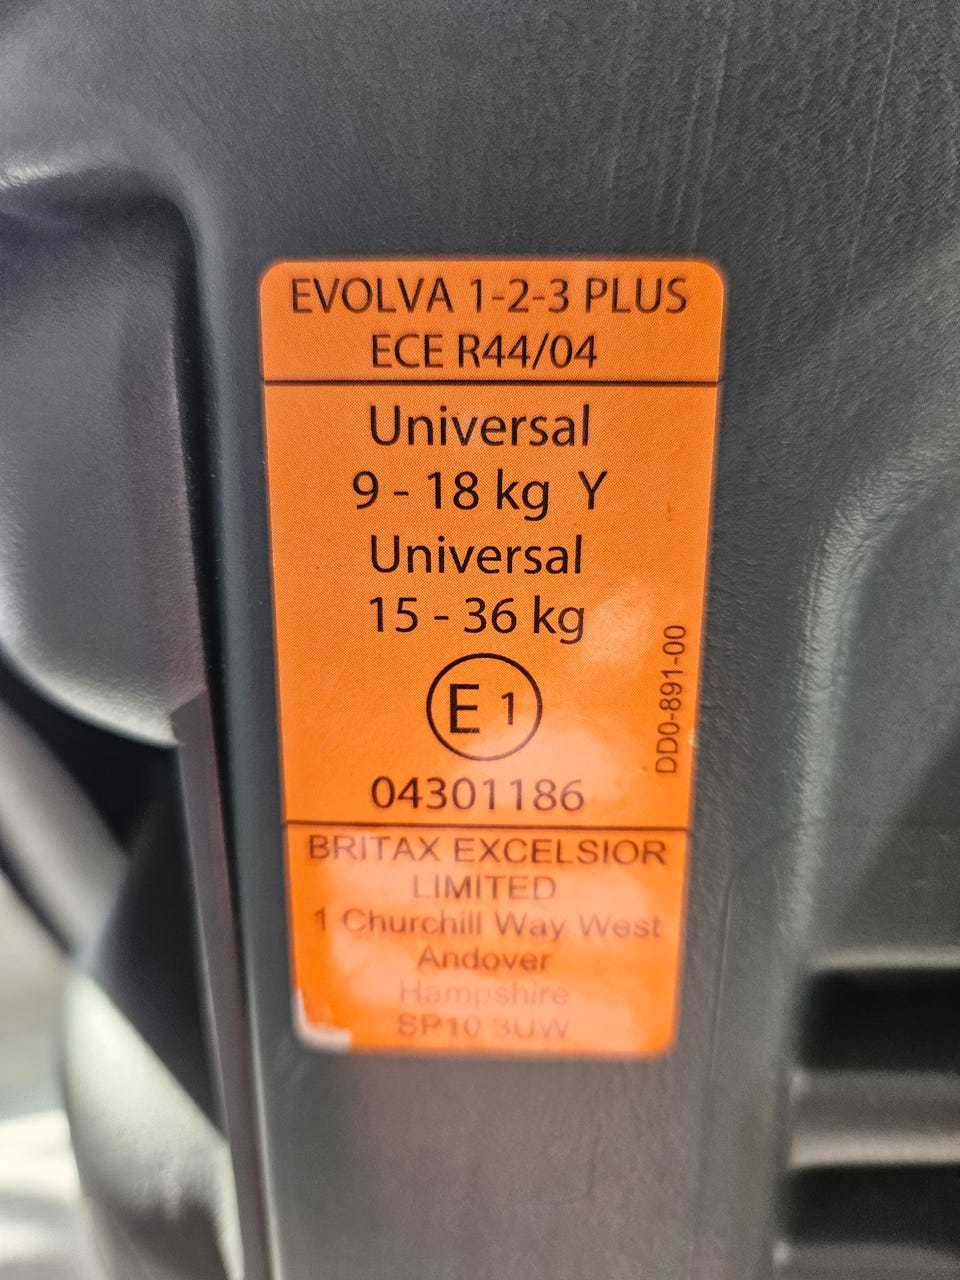 EVOLVA 1-2-3 PLUS
ECE R44/04
Universal
9 - 18 kg Y
Universal
15 - 36 kg
E 1
04301186
DD0-891-00
BRITAX EXCELSIOR
LIMITED
1 Churchill Way West
Andover
Hampshire
SP10 3UW